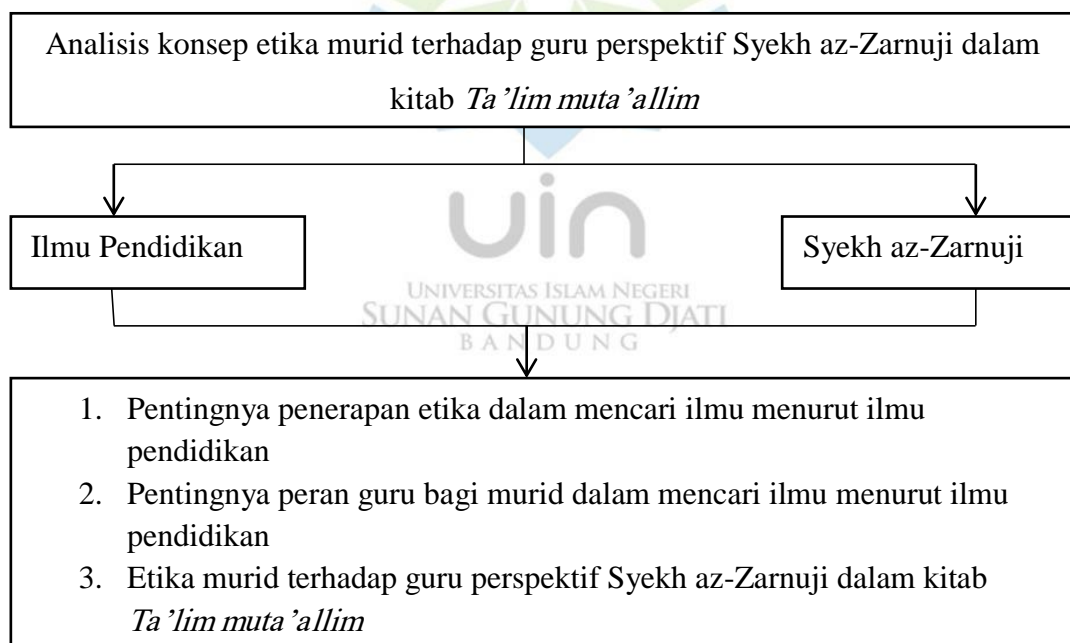 Analisis konsep etika murid terhadap guru perspektif Syekh az-Zarnuji dalam
kitab Ta’lim muta’allim
Ilmu Pendidikan
Syekh az-Zarnuji
uin
UNIVERSITAS ISLAM NEGERI
SUNAN GUNUNG DJATI
BANDUNG
1. Pentingnya penerapan etika dalam mencari ilmu menurut ilmu
pendidikan
2. Pentingnya peran guru bagi murid dalam mencari ilmu menurut ilmu
pendidikan
3. Etika murid terhadap guru perspektif Syekh az-Zarnuji dalam kitab
Ta’lim muta’allim